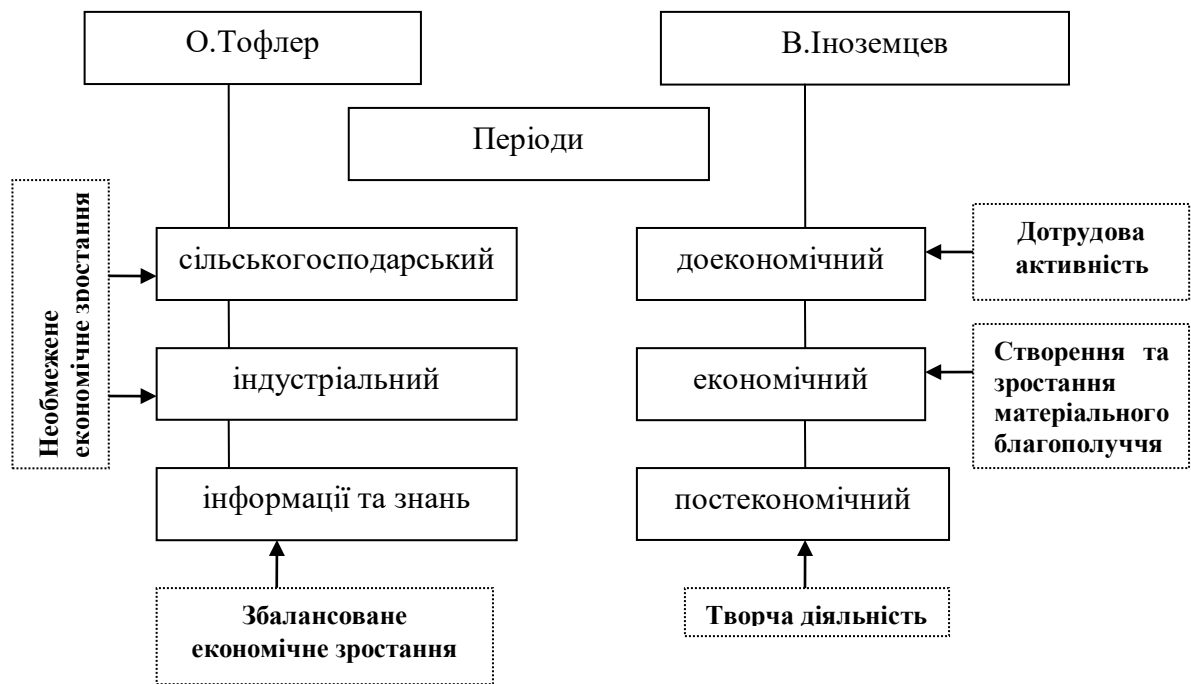 О.Тофлер
В.Іноземцев
Періоди
Необмежене
економічне зростання
сільськогосподарський
доекономічний
Дотрудова
активність
індустріальний
економічний
Створення та
зростання
матеріального
благополуччя
інформації та знань
постекономічний
Збалансоване
економічне зростання
Творча діяльність